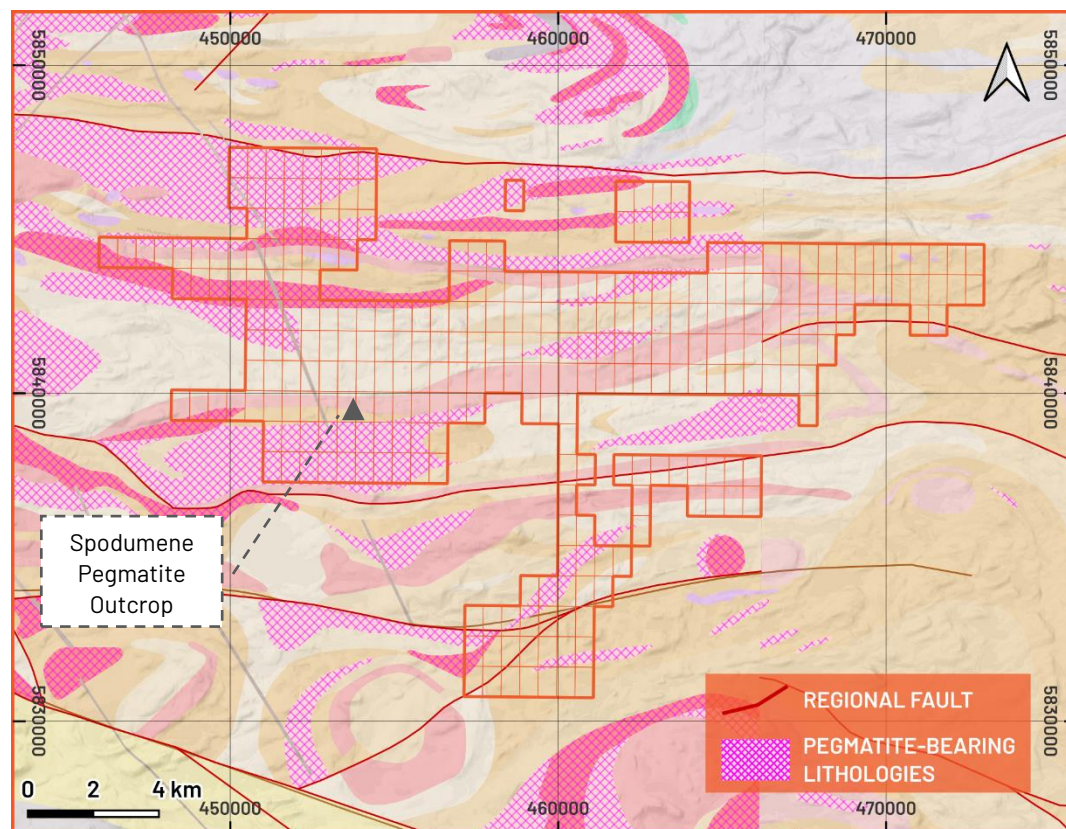 450000
460000
470000
5850000
5850000
5840000
5840000
Spodumene
Pegmatite
Outcrop
5830000
5830000
REGIONAL FAULT
PEGMATITE-BEARING
LITHOLOGIES
0 2 4 km
450000
460000
470000